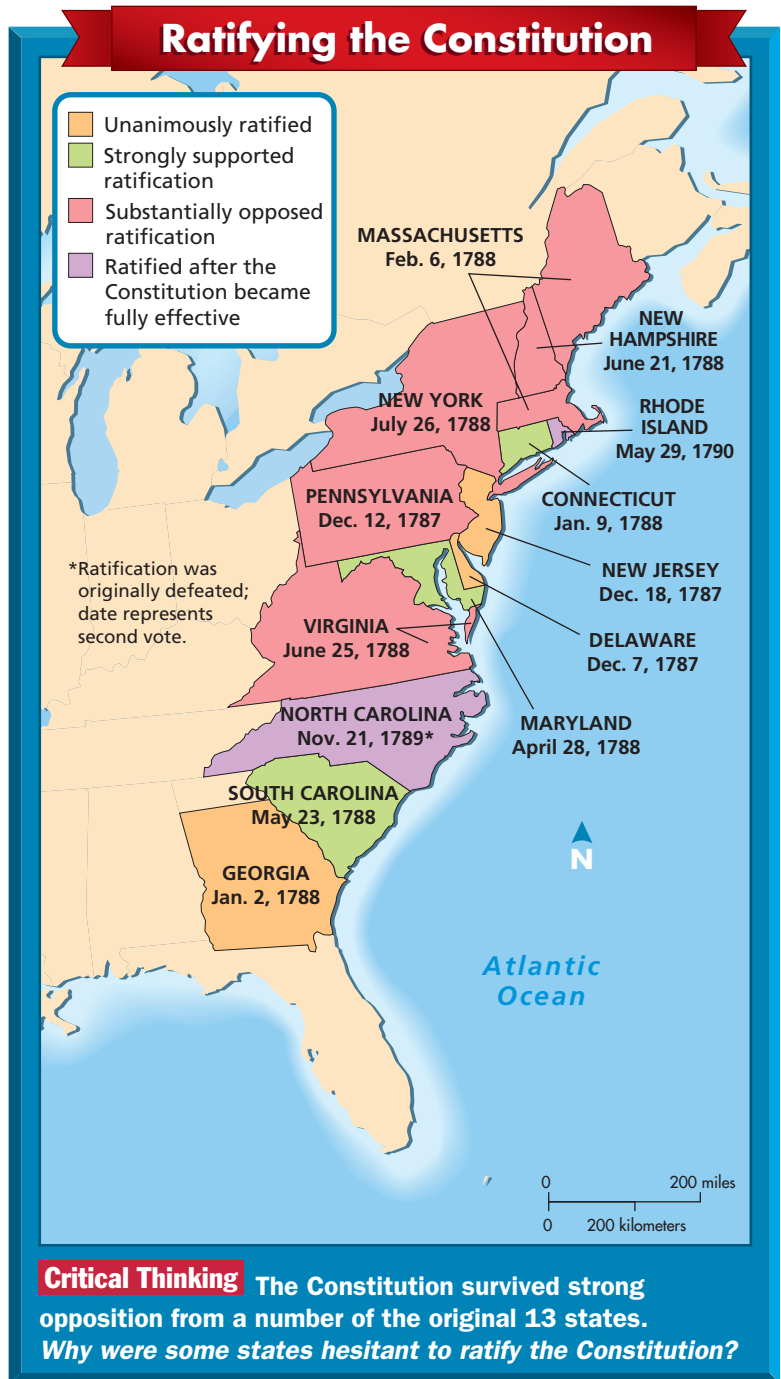 Ratifying the Constitution
Unanimously ratified
Strongly supported
ratification
Substantially opposed
ratification
Ratified after the
Constitution became
fully effective
MASSACHUSETTS
Feb. 6, 1788
NEW
HAMPSHIRE
June 21, 1788
NEW YORK
July 26, 1788
RHODE
ISLAND
May 29, 1790
PENNSYLVANIA
Dec. 12, 1787
CONNECTICUT
Jan. 9, 1788
*Ratification was
originally defeated;
date represents
second vote.
NEW JERSEY
Dec. 18, 1787
VIRGINIA
June 25, 1788
DELAWARE
Dec. 7, 1787
NORTH CAROLINA
Nov. 21, 1789*
MARYLAND
April 28, 1788
SOUTH CAROLINA
May 23, 1788
GEORGIA
Jan. 2, 1788
N
Atlantic
Ocean
0 200 miles
0 200 kilometers
Critical Thinking The Constitution survived strong
opposition from a number of the original 13 states.
Why were some states hesitant to ratify the Constitution?